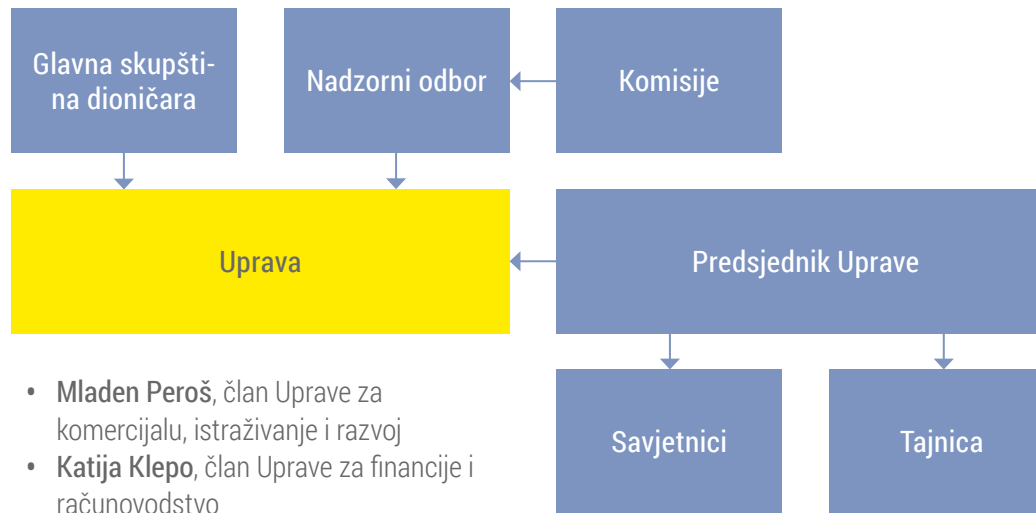 Glavna skupšti-
na dioničara
Nadzorni odbor
Komisije
Uprava
Predsjednik Uprave
• Mladen Peroš, član Uprave za
komercijalu, istraživanje i razvoj
• Katija Klepo, član Uprave za financije i
računovodstvo
Savjetnici
Tajnica